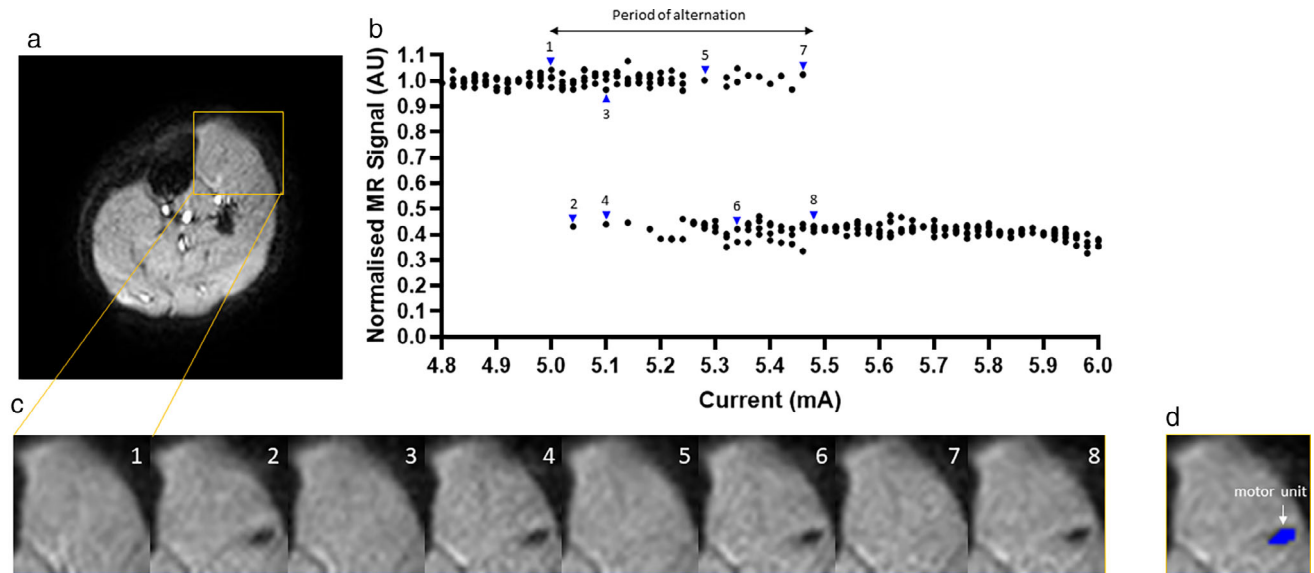 a
b
Period of alternation
1
5
7
3
2
4
6
8
Normalised MR Signal (AU)
1.1
1.0
0.9
0.8
0.7
0.6
0.5
0.4
0.3
0.2
0.1
0.0
4.8 4.9 5.0 5.1 5.2 5.3 5.4 5.5 5.6 5.7 5.8 5.9 6.0
Current (mA)
c
1 2 3 4 5 6 7 8
d
motor unit